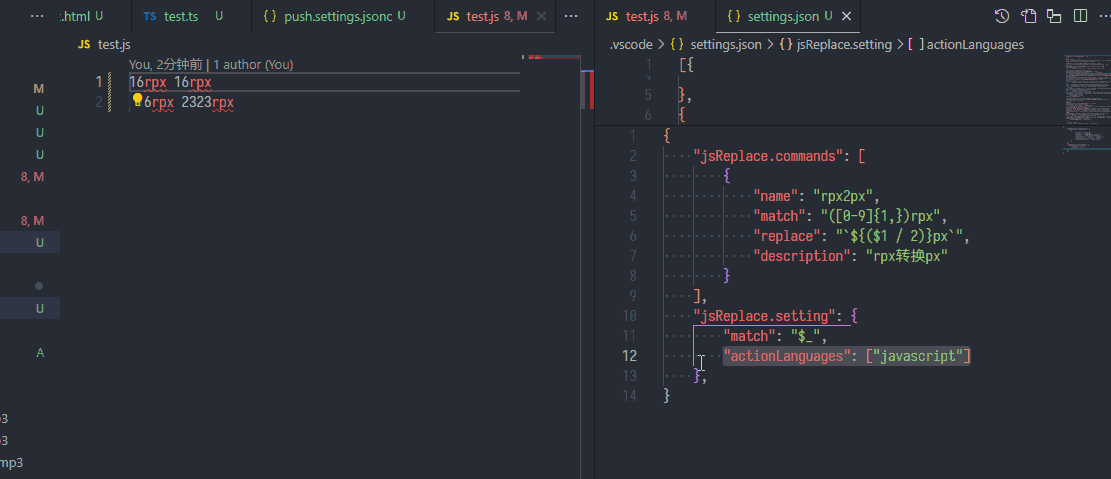 .html U
TS test.ts
{ } push.settings.jsonc U
JS test.js 8, M
JS test.js
You, 2分钟前 | 1 author (You)
1 16rpx 16rpx
2 6rpx 2323rpx
M
U
U
U
8, M
8, M
U
U
A
3
3
mp3
JS test.js 8, M
{ } settings.json U
.vscode > { } settings.json > { } jsReplace.setting > [ ] actionLanguages
1 [{
5 },
6 {
1 {
2 "jsReplace.commands": [
3 {
4 "name": "rpx2px",
5 "match": "([0-9]{1,})rpx",
6 "replace": "`${($1 / 2)}px`",
7 "description": "rpx转换px"
8 }
9 ],
10 "jsReplace.setting": {
11 "match": "$_",
12 "actionLanguages": ["javascript"]
13 },
14 }